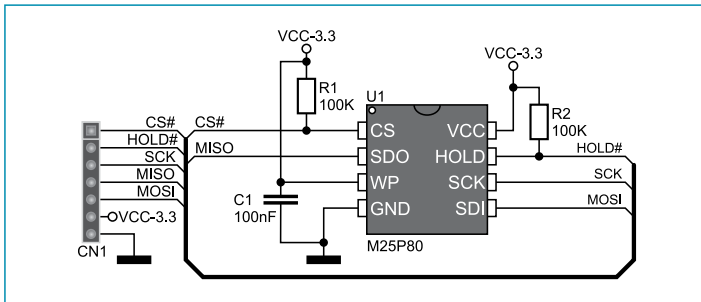 VCC-3.3
VCC-3.3
R1
100K
U1
R2
100K
CS#
HOLD#
SCK
MISO
MOSI
VCC-3.3
CN1
CS#
MISO
C1
100nF
CS
SDO
WP
GND
VCC
HOLD
SCK
SDI
M25P80
HOLD#
SCK
MOSI